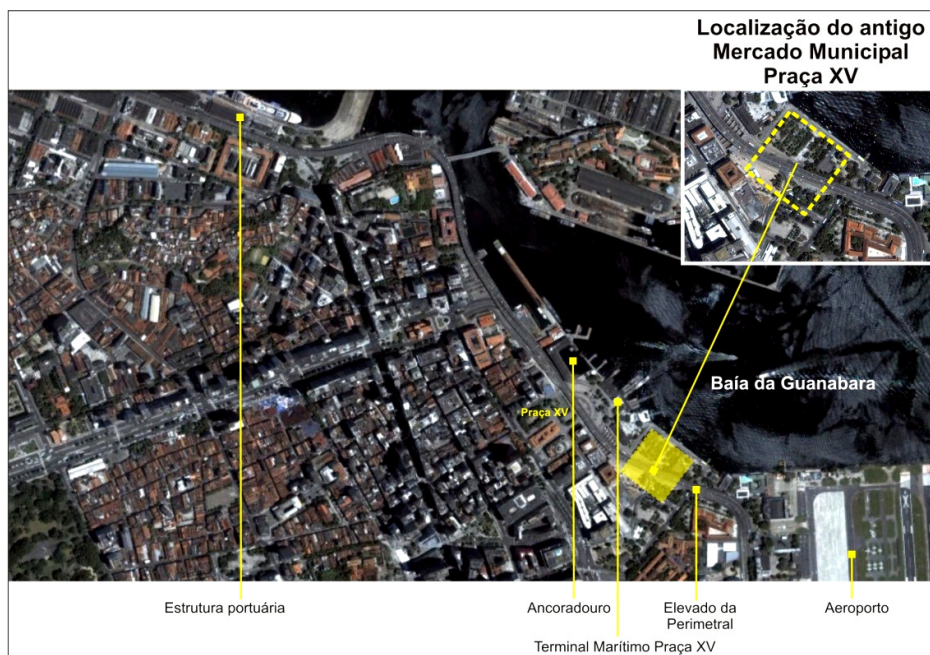 Localização do antigo
Mercado Municipal
Praça XV
Baía da Guanabara
Praça XV
Estrutura portuária
Ancoradouro
Elevado da
Perimetral
Aeroporto
Terminal Marítimo Praça XV